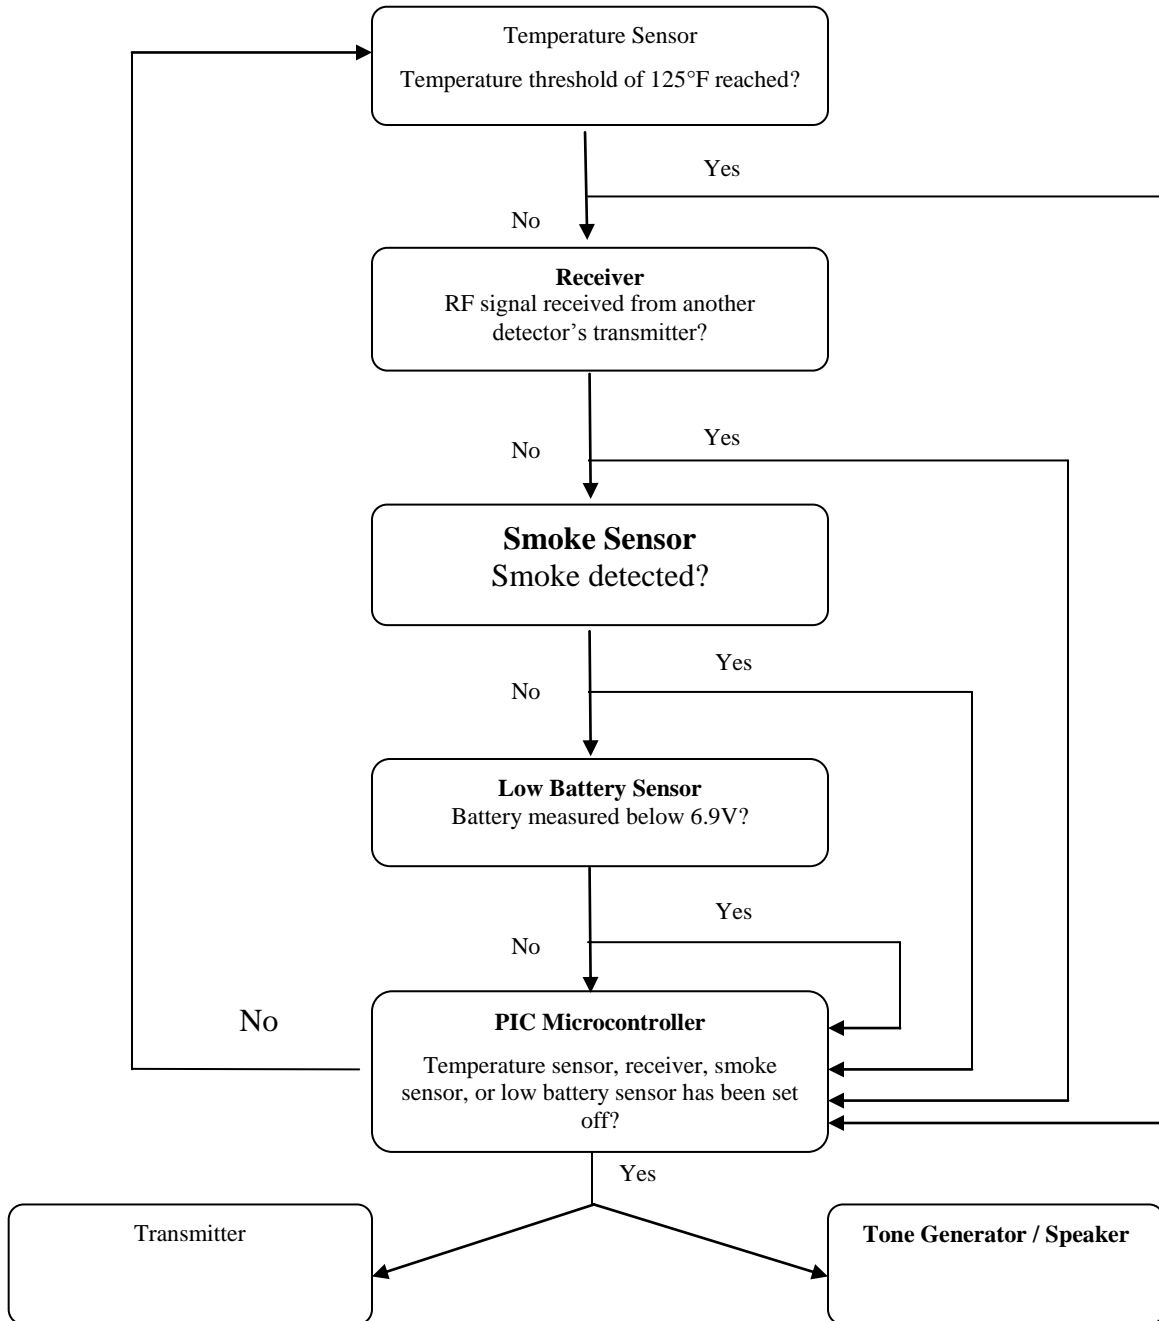 Temperature Sensor
Temperature threshold of 125°F reached?
Yes
No
Receiver
RF signal received from another
detector’s transmitter?
Yes
No
Smoke Sensor
Smoke detected?
Yes
No
Low Battery Sensor
Battery measured below 6.9V?
Yes
No
No
PIC Microcontroller
Temperature sensor, receiver, smoke
sensor, or low battery sensor has been set
off?
Yes
Transmitter
Tone Generator / Speaker